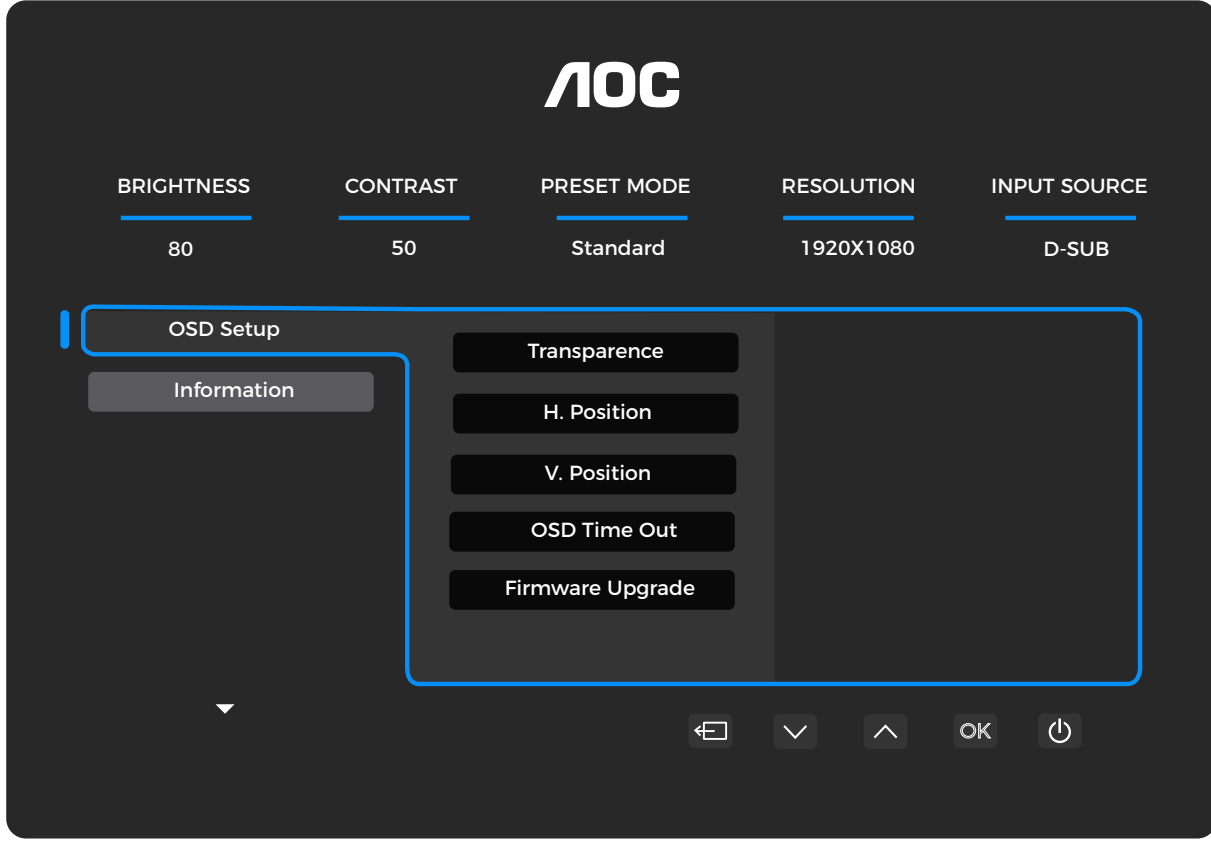 AOC
BRIGHTNESS CONTRAST PRESET MODE RESOLUTION INPUT SOURCE
80 50 Standard 1920X1080 D-SUB
OSD Setup
Transparence
Information
H. Position
V. Position
OSD Time Out
Firmware Upgrade
OK